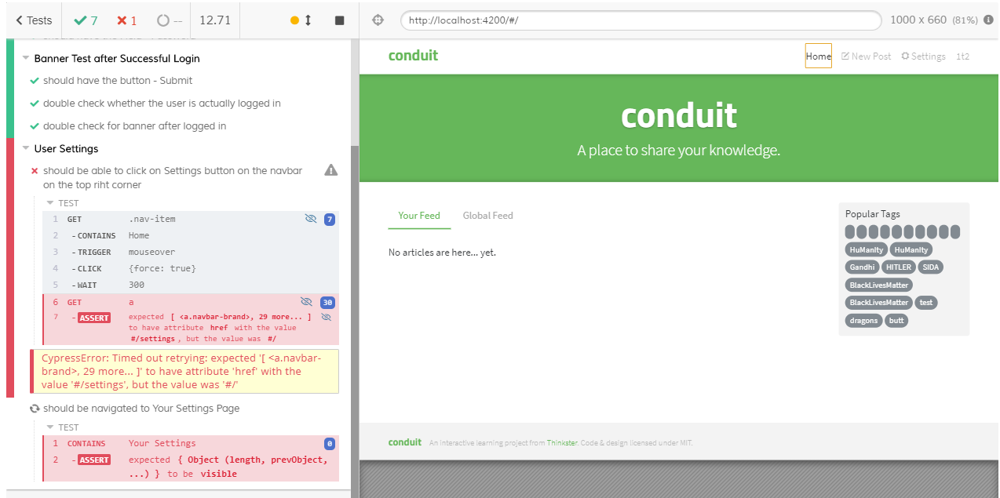 Tests 7 1 -- 12.71
http://localhost:4200/#/ 1000 x 660 (81%)
Banner Test after Successful Login
should have the button - Submit
double check whether the user is actually logged in
double check for banner after logged in
User Settings
should be able to click on Settings button on the navbar
on the top riht corner
TEST
1 GET .nav-item 7
2 -CONTAINS Home
3 -TRIGGER mouseover
4 -CLICK {force: true}
5 -WAIT 300
6 GET a 30
7 -ASSERT expected [ <a.navbar-brand>, 29 more... ]
to have attribute href with the value
#/settings, but the value was #/
CypressError: Timed out retrying: expected '[ <a.navbar-
brand>, 29 more... ]' to have attribute 'href' with the
value '#/settings', but the value was '#/'
should be navigated to Your Settings Page
TEST
1 CONTAINS Your Settings 0
2 -ASSERT expected { Object (length, prevObject,
...) } to be visible
conduit Home New Post Settings 1t2
conduit
A place to share your knowledge.
Your Feed Global Feed
No articles are here... yet.
Popular Tags
HuManIty HuManIty
Gandhi HITLER SIDA
BlackLivesMatter
BlackLivesMatter test
dragons butt
conduit An interactive learning project from Thinkster. Code & design licensed under MIT.